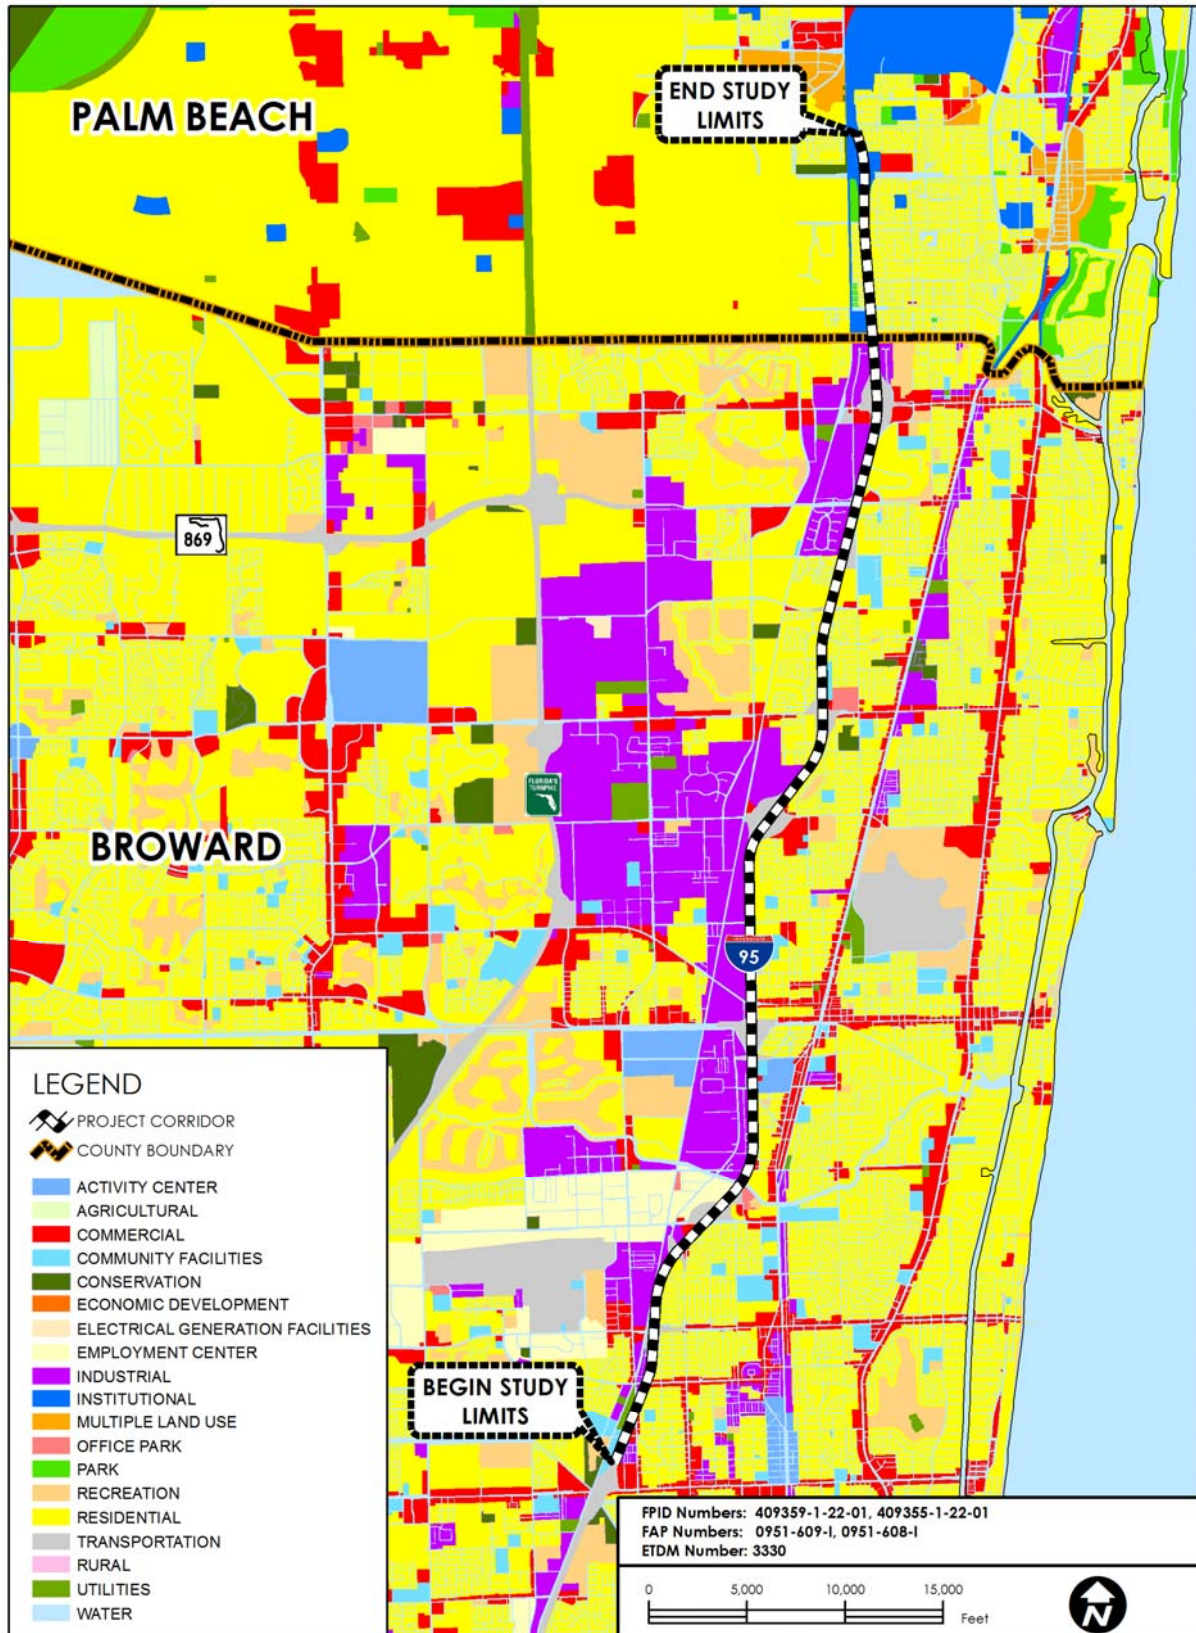 END STUDY
LIMITS
PALM BEACH
869
FLORIDA'S
TURNPIKE
BROWARD
INTERSTATE
95
LEGEND
PROJECT CORRIDOR
COUNTY BOUNDARY
ACTIVITY CENTER
AGRICULTURAL
COMMERCIAL
COMMUNITY FACILITIES
CONSERVATION
ECONOMIC DEVELOPMENT
ELECTRICAL GENERATION FACILITIES
EMPLOYMENT CENTER
INDUSTRIAL
INSTITUTIONAL
MULTIPLE LAND USE
OFFICE PARK
PARK
RECREATION
RESIDENTIAL
TRANSPORTATION
RURAL
UTILITIES
WATER
BEGIN STUDY
LIMITS
FPID Numbers: 409359-1-22-01, 409355-1-22-01
FAP Numbers: 0951-609-I, 0951-608-I
ETDM Number: 3330
0 5,000 10,000 15,000
Feet
N